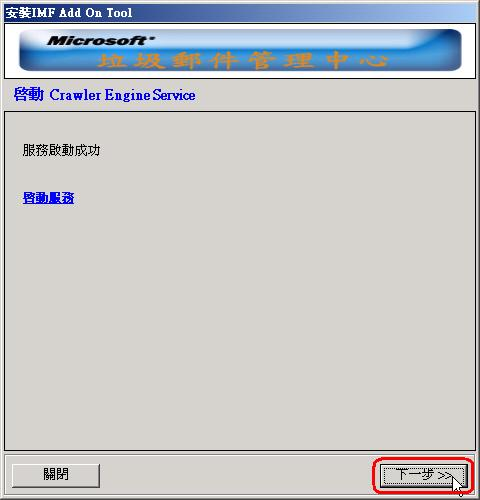 安裝IMF Add On Tool
Microsoft
垃圾郵件管理中心
啓動 Crawler Engine Service
服務啟動成功
啓動服務
關閉
下一步 >>